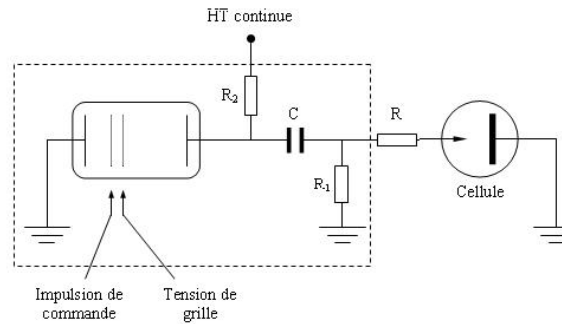 HT continue
R2
C
R
R1
Cellule
Impulsion de
commande
Tension de
grille